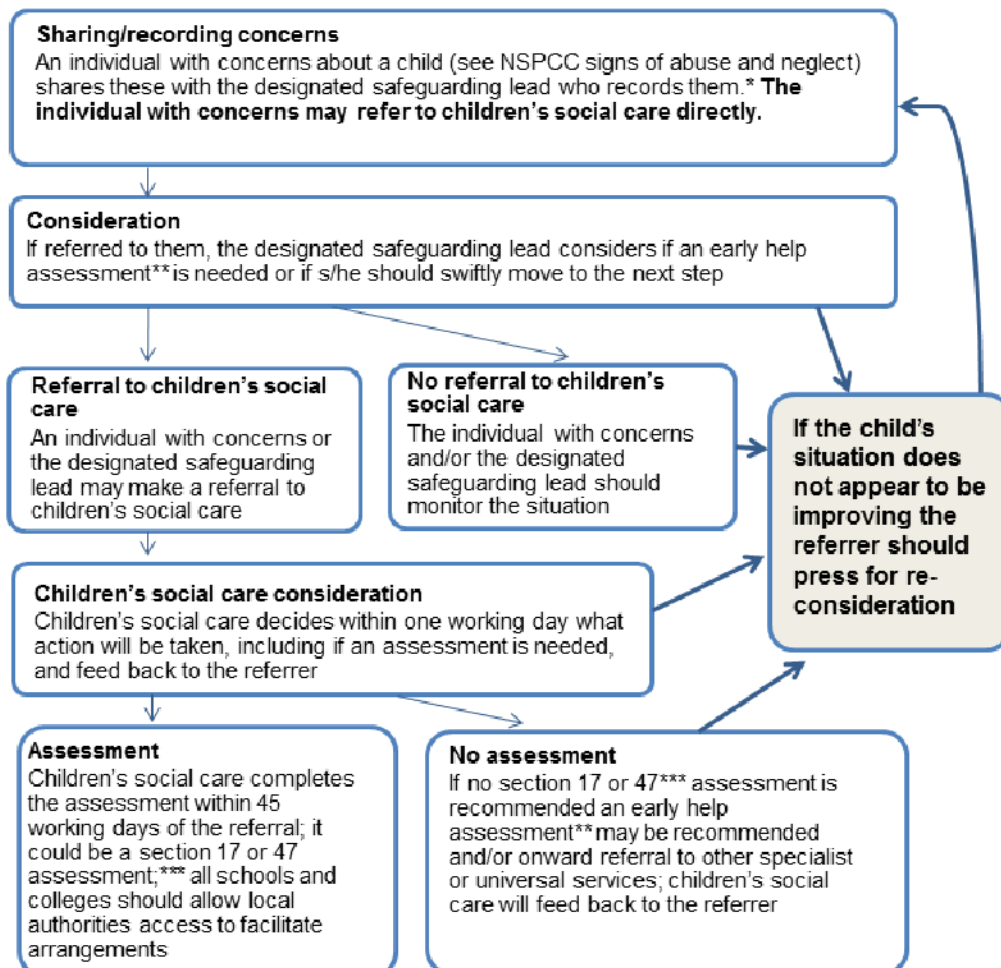 Sharing/recording concerns
An individual with concerns about a child (see NSPCC signs of abuse and neglect)
shares these with the designated safeguarding lead who records them.* The
individual with concerns may refer to children's social care directly.
Consideration
If referred to them, the designated safeguarding lead considers if an early help
assessment** is needed or if s/he should swiftly move to the next step
Referral to children's social
care
An individual with concerns or
the designated safeguarding
lead may make a referral to
children's social care
No referral to children's
social care
The individual with concerns
and/or the designated
safeguarding lead should
monitor the situation
If the child's
situation does
not appear to be
improving the
referrer should
press for re-
consideration
Children's social care consideration
Children's social care decides within one working day what
action will be taken, including if an assessment is needed,
and feed back to the referrer
Assessment
Children's social care completes
the assessment within 45
working days of the referral; it
could be a section 17 or 47
assessment;*** all schools and
colleges should allow local
authorities access to facilitate
arrangements
No assessment
If no section 17 or 47*** assessment is
recommended an early help
assessment** may be recommended
and/or onward referral to other specialist
or universal services; children's social
care will feed back to the referrer